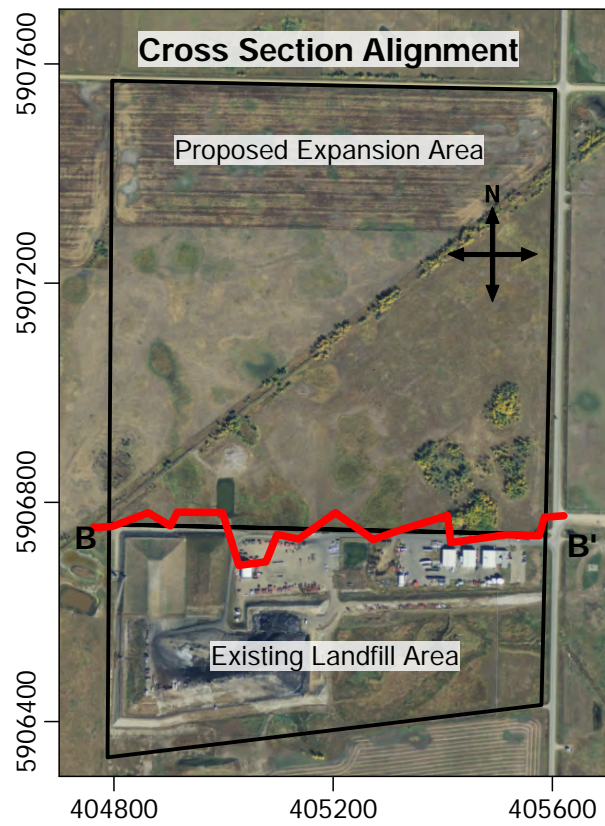 Cross Section Alignment
5907600
Proposed Expansion Area
N
5907200
5906800
B
B'
Existing Landfill Area
5906400
404800
405200
405600